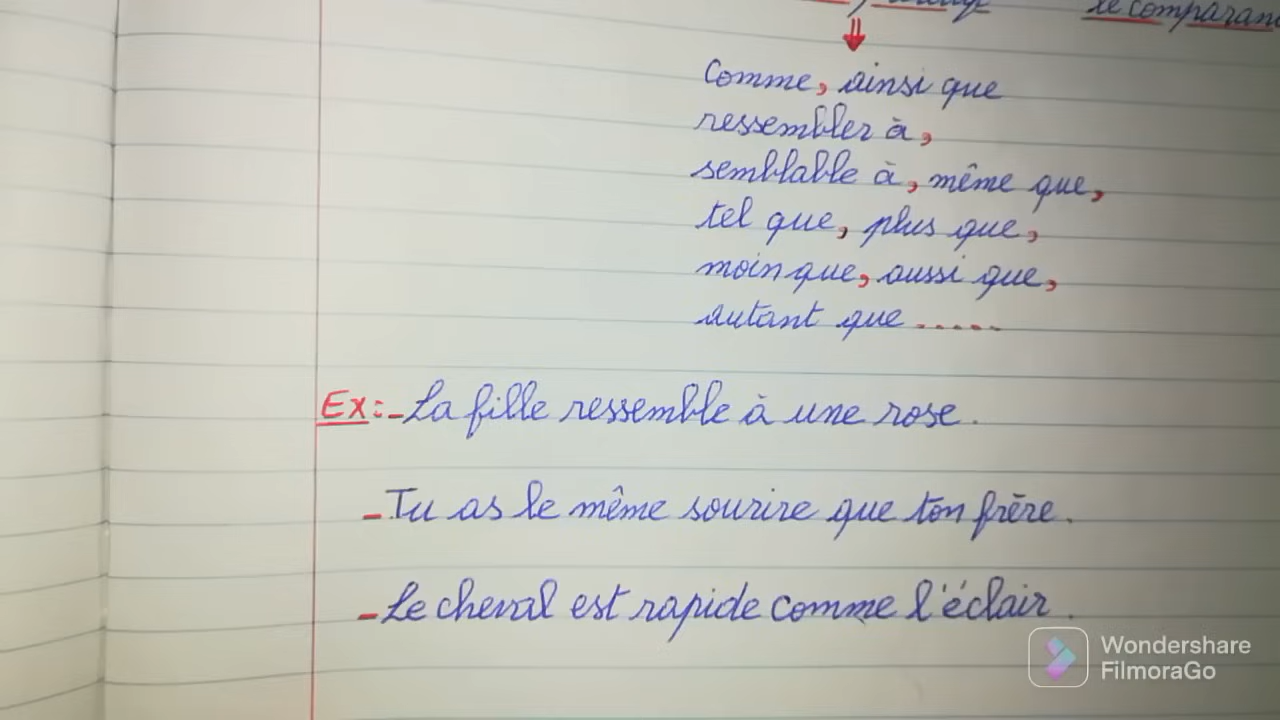 le comparan
Comme, ainsi que
ressembler à,
semblable à, même que,
tel que, plus que,
moin que, aussi que,
autant que .....
Ex:-La fille ressemble à une rose.
-Tu as le même sourire que ton frère.
-Le cheval est rapide comme l'éclair.
Wondershare
FilmoraGo